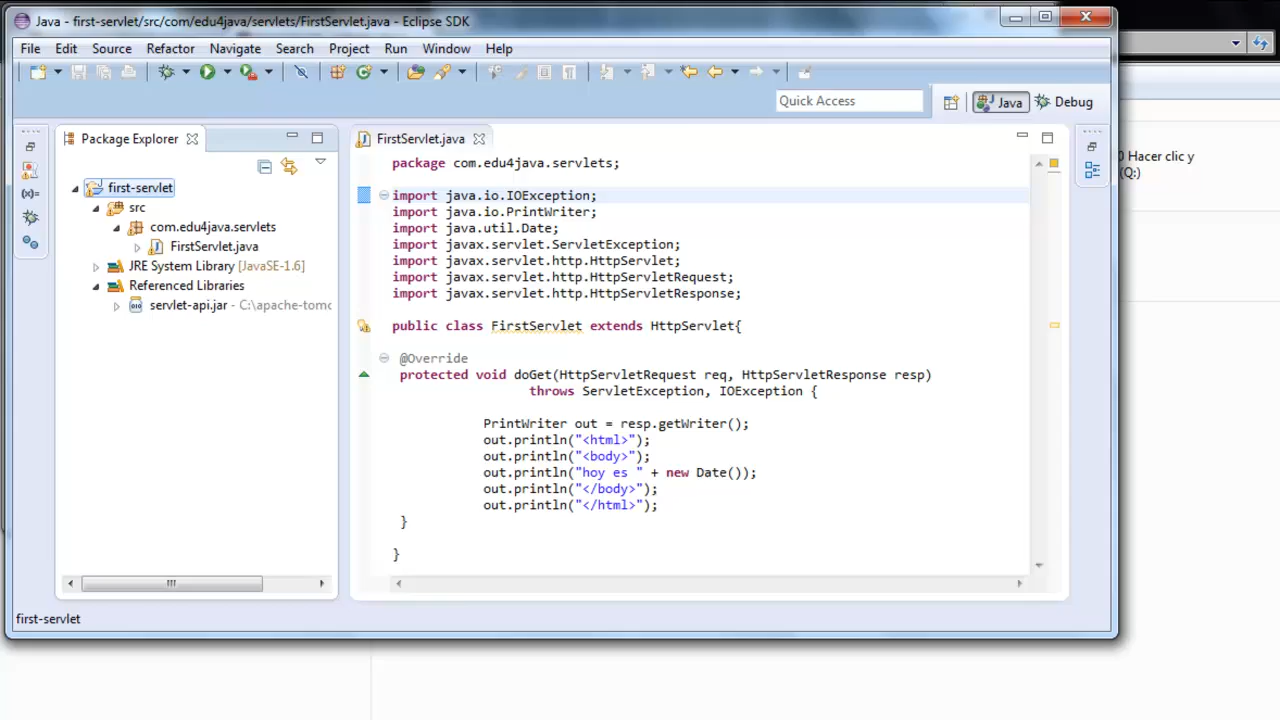 Java - first-servlet/src/com/edu4java/servlets/FirstServlet.java - Eclipse SDK
File Edit Source Refactor Navigate Search Project Run Window Help
Quick Access
Java
Debug
Package Explorer
first-servlet
src
com.edu4java.servlets
FirstServlet.java
JRE System Library [JavaSE-1.6]
Referenced Libraries
servlet-api.jar - C:\apache-tomc
FirstServlet.java
package com.edu4java.servlets;
import java.io.IOException;
import java.io.PrintWriter;
import java.util.Date;
import javax.servlet.ServletException;
import javax.servlet.http.HttpServlet;
import javax.servlet.http.HttpServletRequest;
import javax.servlet.http.HttpServletResponse;
public class FirstServlet extends HttpServlet{
@Override
protected void doGet(HttpServletRequest req, HttpServletResponse resp)
throws ServletException, IOException {
PrintWriter out = resp.getWriter();
out.println("<html>");
out.println("<body>");
out.println("hoy es " + new Date());
out.println("</body>");
out.println("</html>");
}
}
first-servlet
0 Hacer clic y
(Q:)